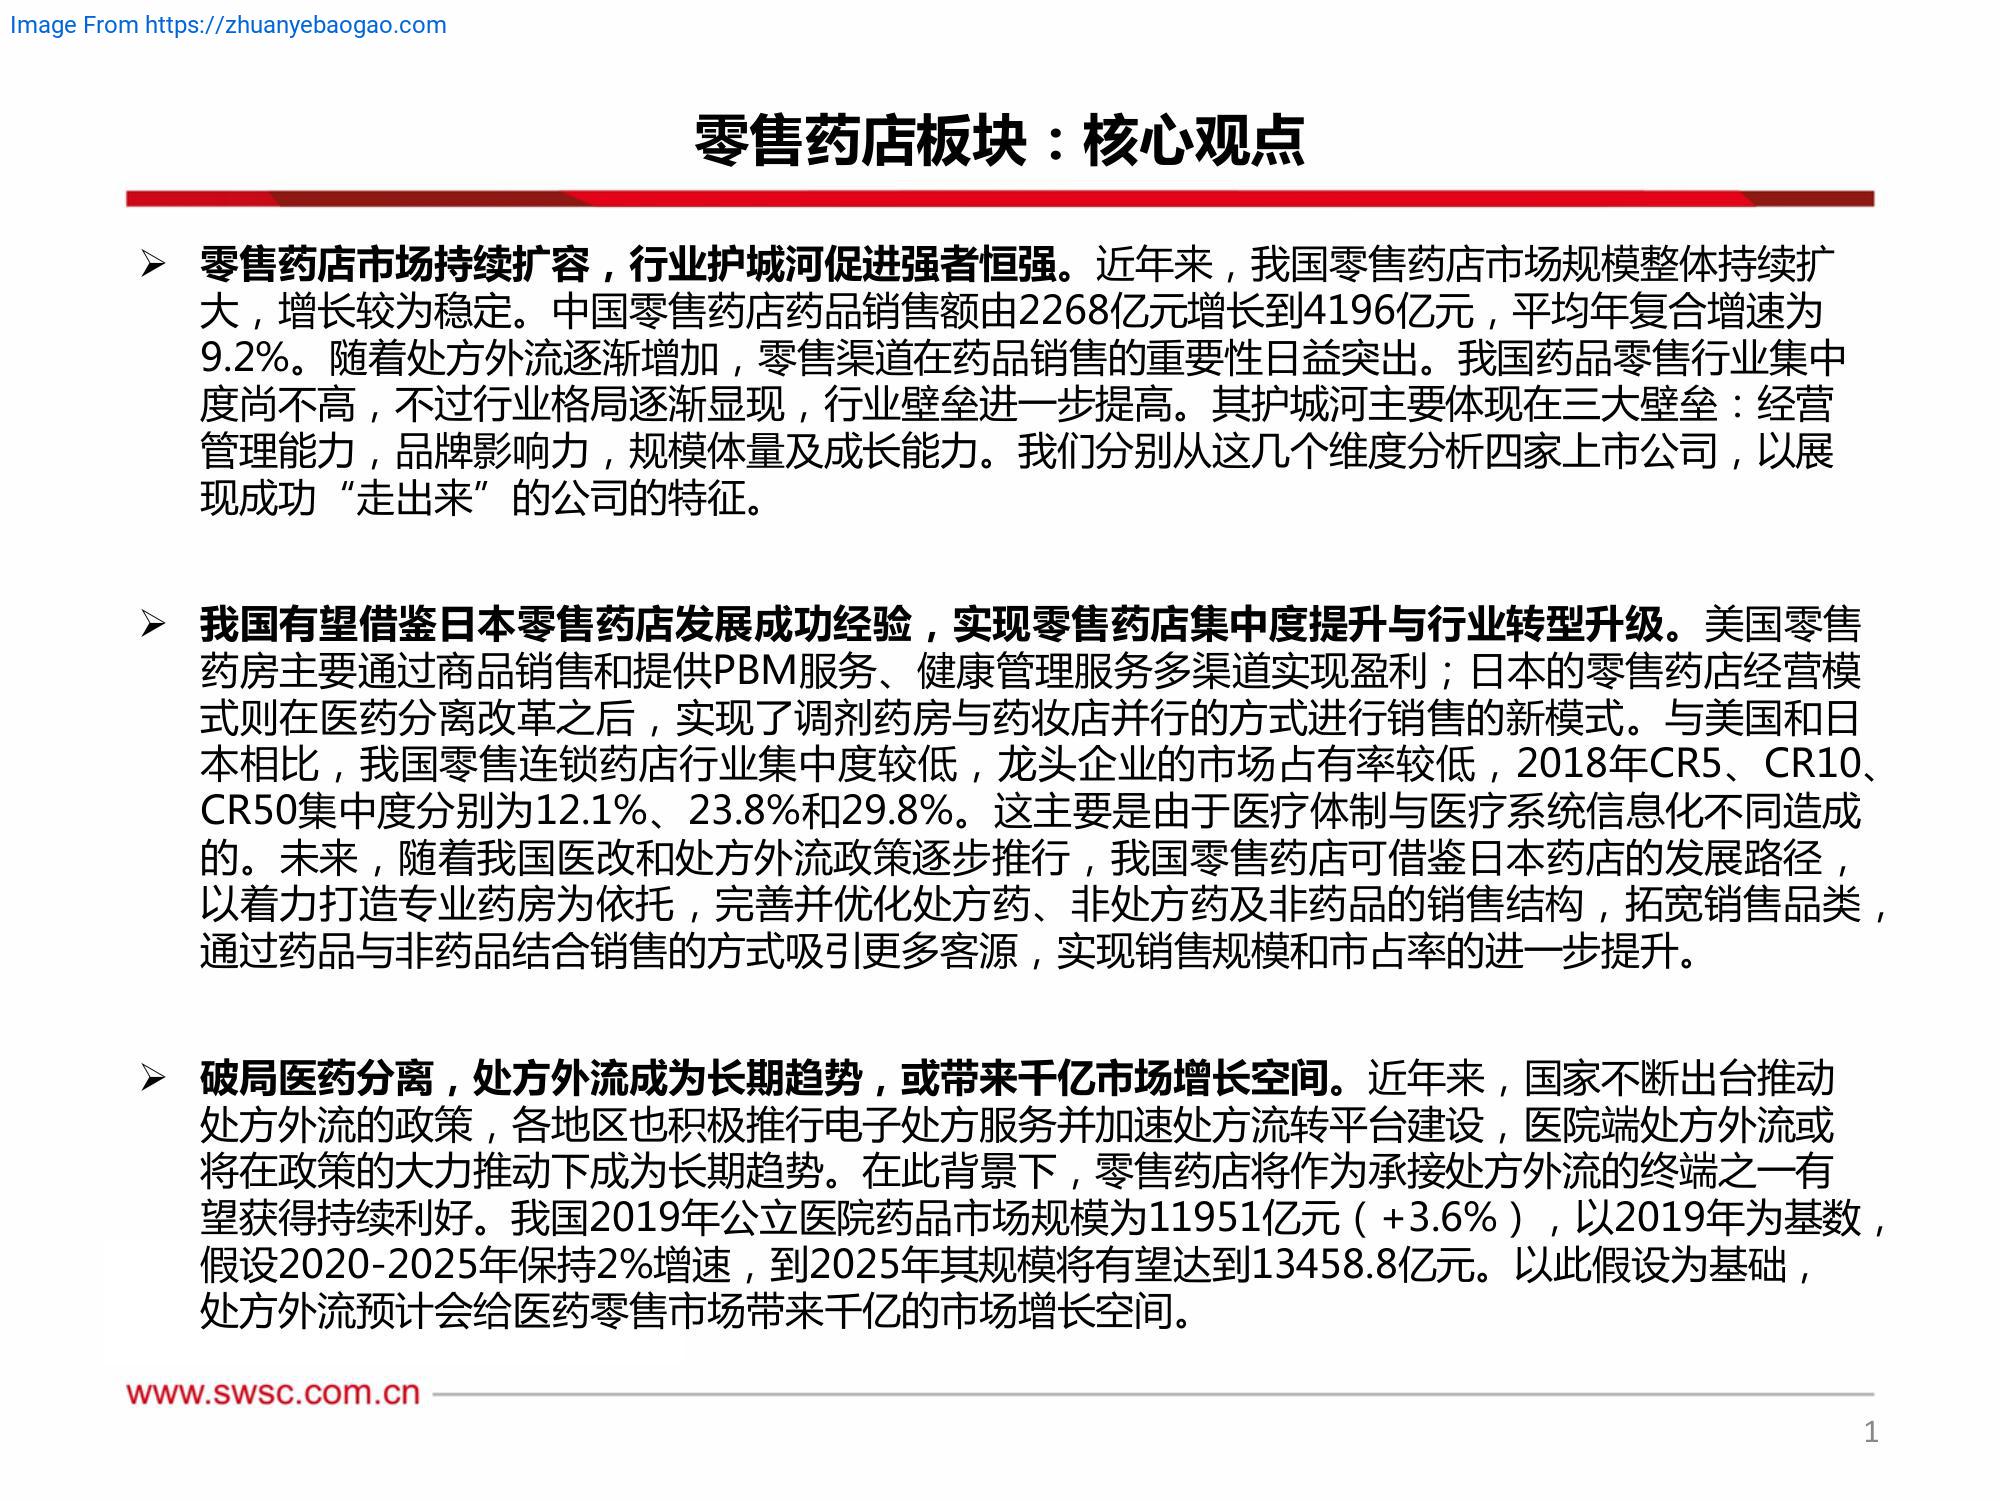 Image From https://zhuanyebaogao.com
零售药店板块：核心观点
➢ 零售药店市场持续扩容，行业护城河促进强者恒强。近年来，我国零售药店市场规模整体持续扩
大，增长较为稳定。中国零售药店药品销售额由2268亿元增长到4196亿元，平均年复合增速为
9.2%。随着处方外流逐渐增加，零售渠道在药品销售的重要性日益突出。我国药品零售行业集中
度尚不高，不过行业格局逐渐显现，行业壁垒进一步提高。其护城河主要体现在三大壁垒：经营
管理能力，品牌影响力，规模体量及成长能力。我们分别从这几个维度分析四家上市公司，以展
现成功“走出来”的公司的特征。
➢ 我国有望借鉴日本零售药店发展成功经验，实现零售药店集中度提升与行业转型升级。美国零售
药房主要通过商品销售和提供PBM服务、健康管理服务多渠道实现盈利；日本的零售药店经营模
式则在医药分离改革之后，实现了调剂药房与药妆店并行的方式进行销售的新模式。与美国和日
本相比，我国零售连锁药店行业集中度较低，龙头企业的市场占有率较低，2018年CR5、CR10、
CR50集中度分别为12.1%、23.8%和29.8%。这主要是由于医疗体制与医疗系统信息化不同造成
的。未来，随着我国医改和处方外流政策逐步推行，我国零售药店可借鉴日本药店的发展路径，
以着力打造专业药房为依托，完善并优化处方药、非处方药及非药品的销售结构，拓宽销售品类，
通过药品与非药品结合销售的方式吸引更多客源，实现销售规模和市占率的进一步提升。
➢ 破局医药分离，处方外流成为长期趋势，或带来千亿市场增长空间。近年来，国家不断出台推动
处方外流的政策，各地区也积极推行电子处方服务并加速处方流转平台建设，医院端处方外流或
将在政策的大力推动下成为长期趋势。在此背景下，零售药店将作为承接处方外流的终端之一有
望获得持续利好。我国2019年公立医院药品市场规模为11951亿元（+3.6%），以2019年为基数，
假设2020-2025年保持2%增速，到2025年其规模将有望达到13458.8亿元。以此假设为基础，
处方外流预计会给医药零售市场带来千亿的市场增长空间。
www.swsc.com.cn
1